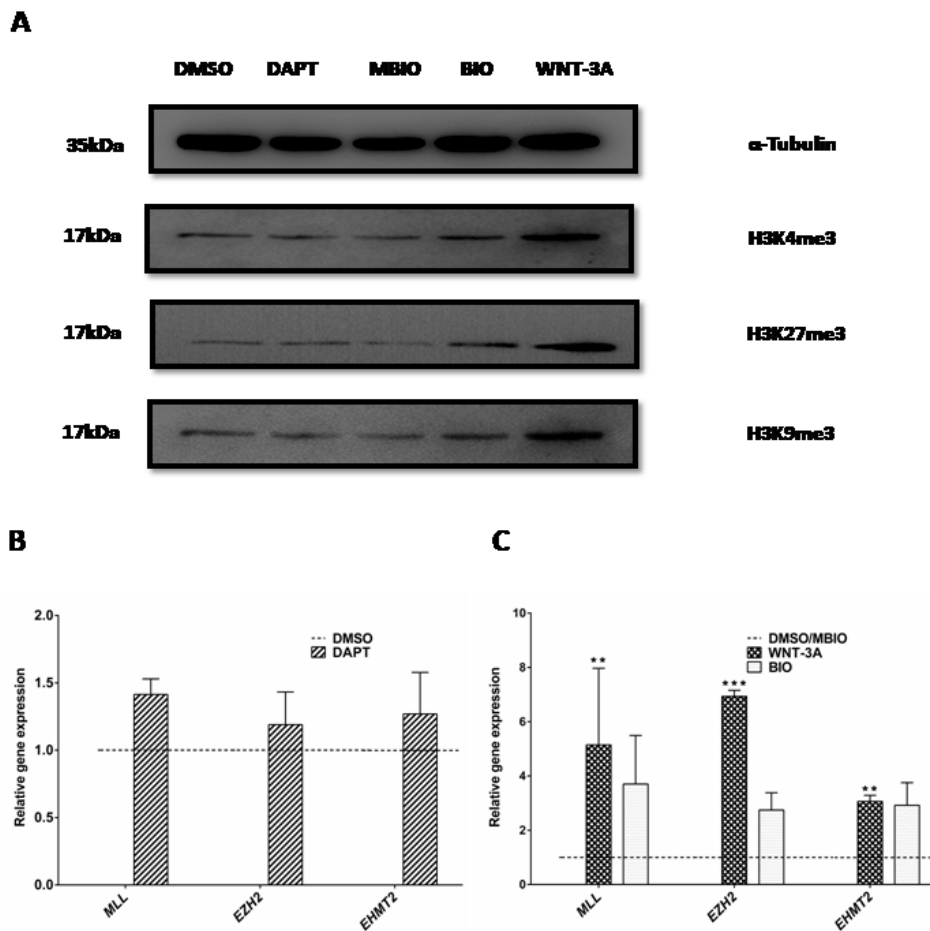 A
DMSO DAPT MBIO BIO WNT-3A
35kDa α-Tubulin
17kDa H3K4me3
17kDa H3K27me3
17kDa H3K9me3
B
C
2.0
1.5
1.0
0.5
0.0
Relative gene expression
DMSO
DAPT
MLL EZH2 EHMT2
10
8
6
4
2
0
Relative gene expression
DMSO/MBIO
WNT-3A
BIO
** *** **
MLL EZH2 EHMT2